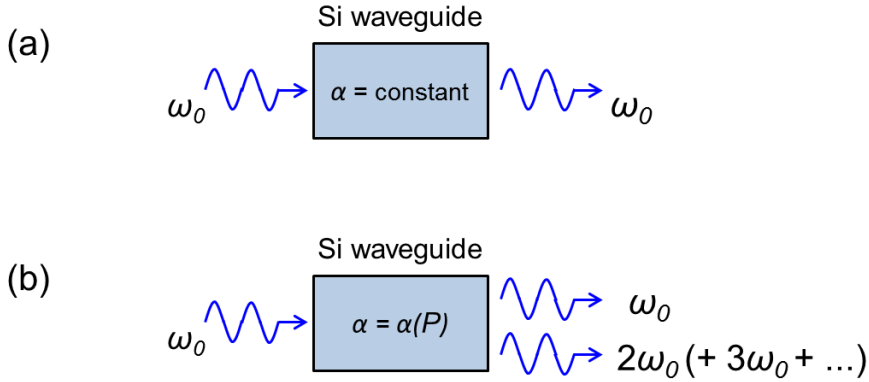 Si waveguide
(a)
ω0 α = constant ω0
Si waveguide
(b)
ω0 α = α(P) ω0
2ω0 (+ 3ω0 + ...)